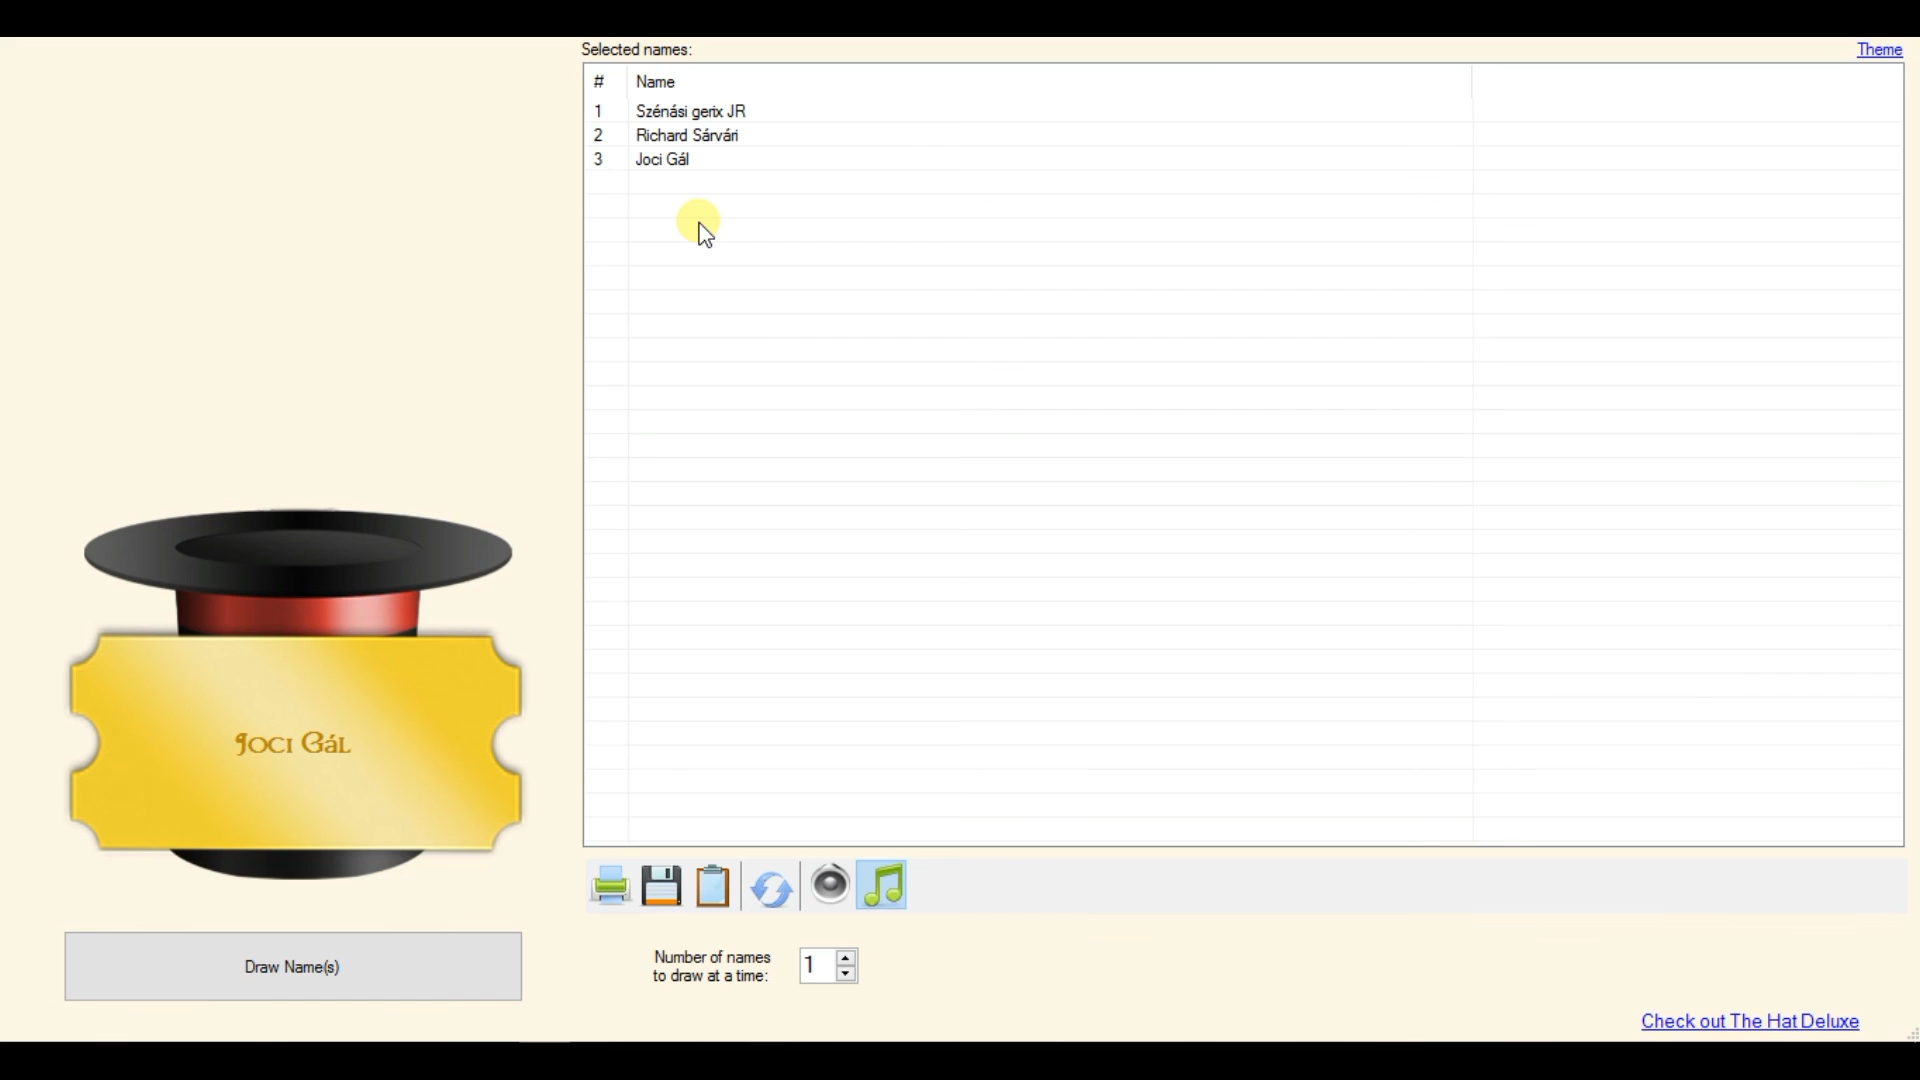 Selected names:
Theme
# Name
1 Szénási gerix JR
2 Richard Sárvári
3 Joci Gál
Joci Gál
Draw Name(s)
Number of names
to draw at a time:
1
Check out The Hat Deluxe